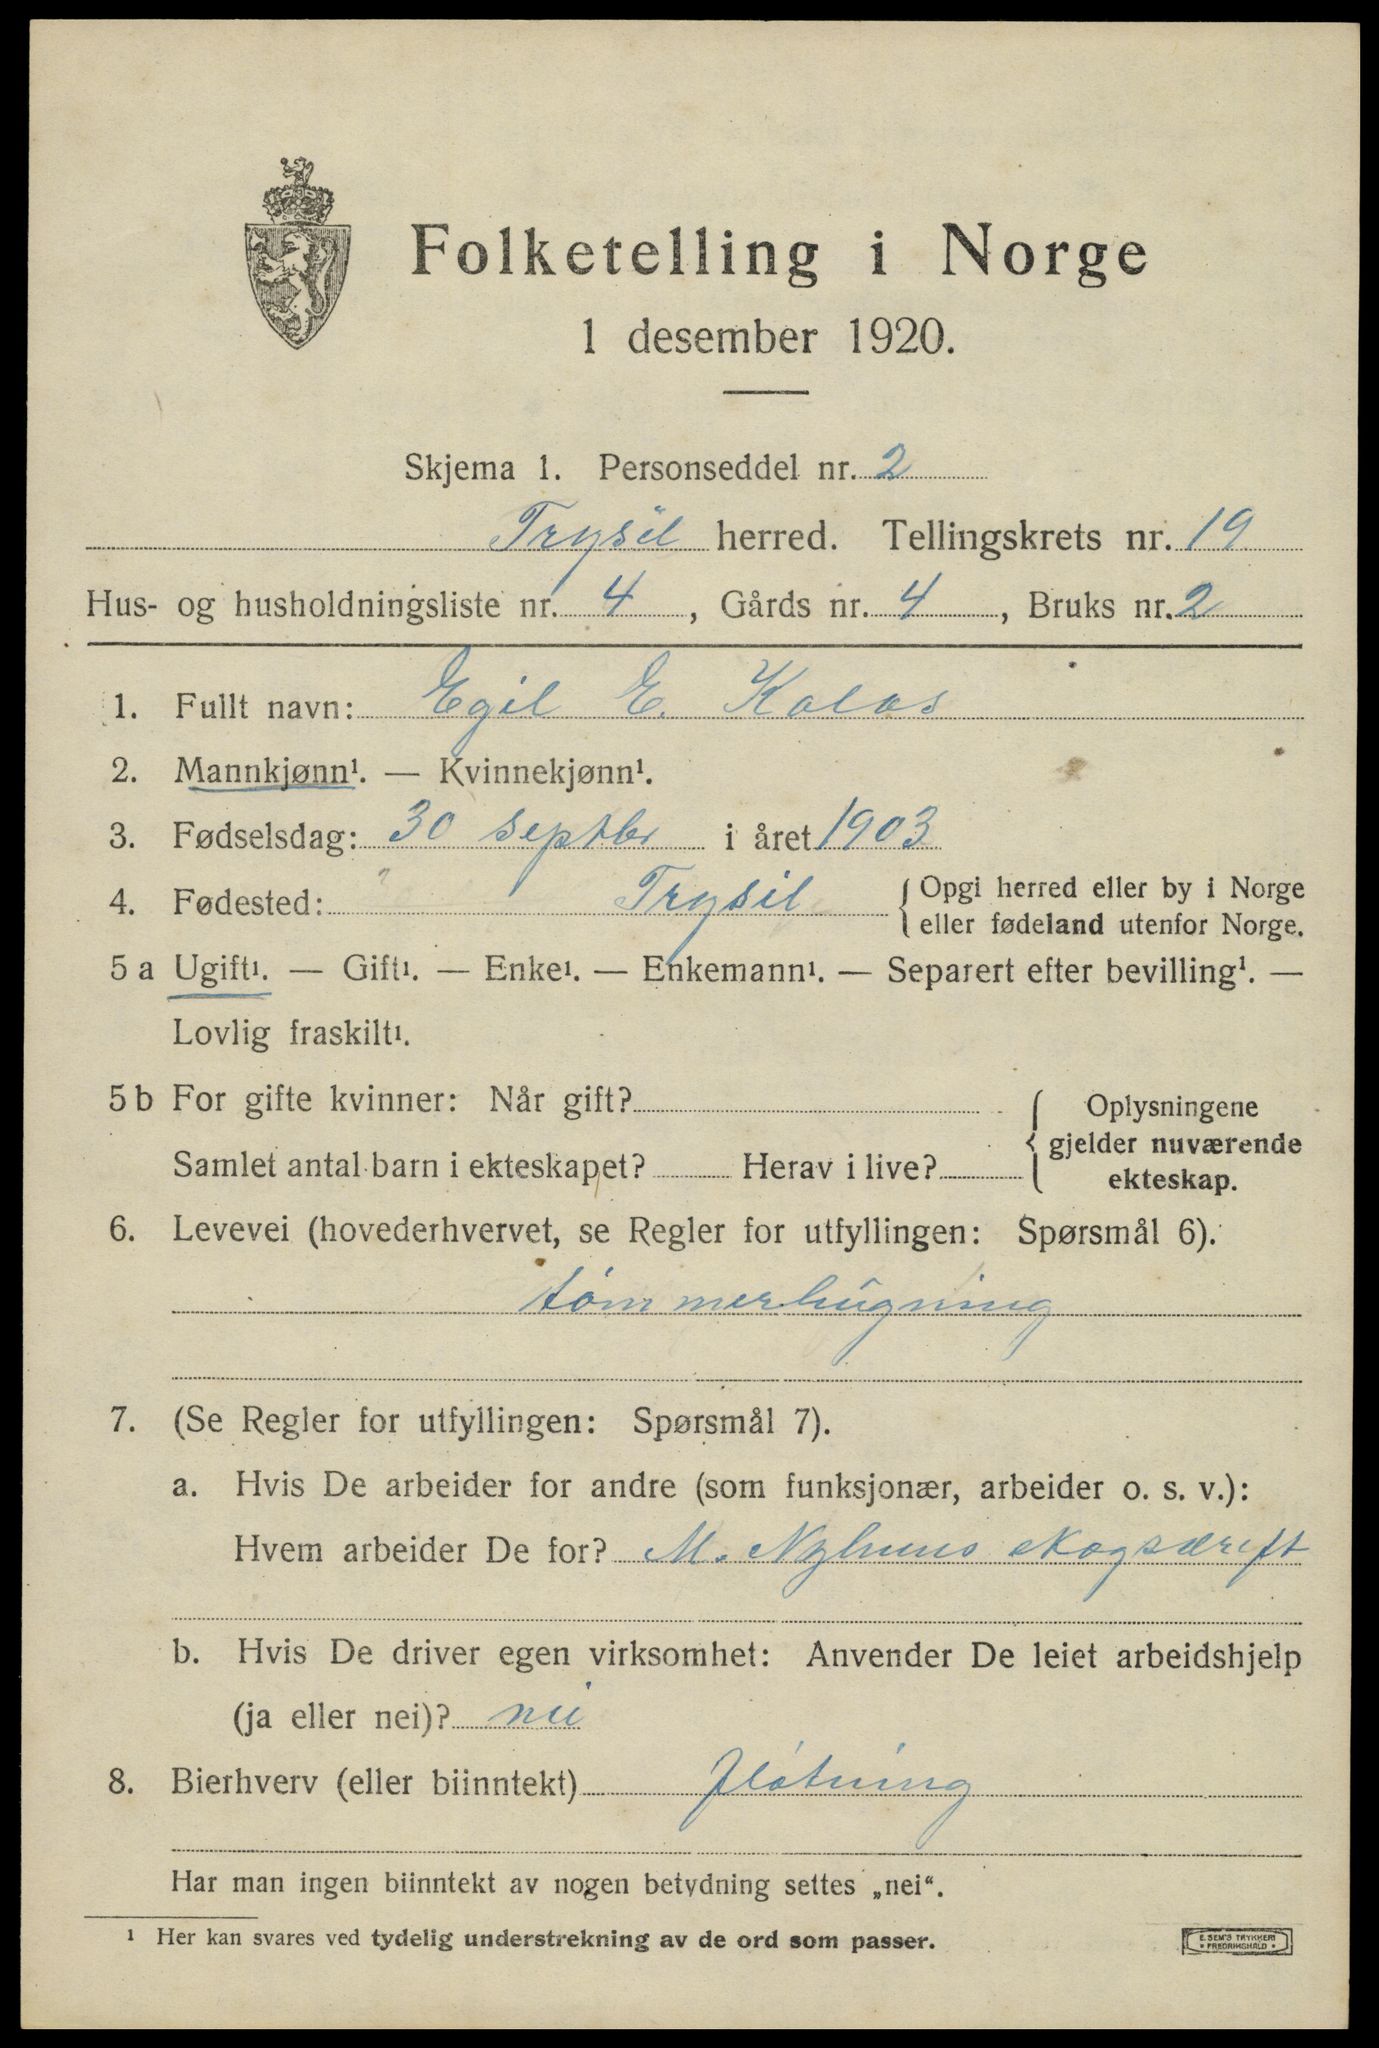 Folketelling i Norge
1 desember 1920.
Skjema 1. Personseddel nr. 2
Trysil herred. Tellingskrets nr. 19
Hus- og husholdningsliste nr. 4, Gårds nr. 4, Bruks nr. 2
1. Fullt navn: Egil E. Kolos
2. Mannkjønn¹. — Kvinnekjønn¹.
3. Fødselsdag: 30 septbr i året 1903
4. Fødested: Trysil {Opgi herred eller by i Norge
eller fødeland utenfor Norge.
5 a Ugift¹. — Gift¹. — Enke¹. — Enkemann¹. — Separert efter bevilling¹. —
Lovlig fraskilt¹.
5 b For gifte kvinner: Når gift?
Samlet antal barn i ekteskapet? Herav i live?
Oplysningene
gjelder nuværende
ekteskap.
6. Levevei (hovederhvervet, se Regler for utfyllingen: Spørsmål 6).
tømmerhugning
7. (Se Regler for utfyllingen: Spørsmål 7).
a. Hvis De arbeider for andre (som funksjonær, arbeider o. s. v.):
Hvem arbeider De for? M. Nyhuus skogsdrift
b. Hvis De driver egen virksomhet: Anvender De leiet arbeidshjelp
(ja eller nei)? nei
8. Bierhverv (eller biinntekt) fløtning
Har man ingen biinntekt av nogen betydning settes „nei“.
¹ Her kan svares ved tydelig understrekning av de ord som passer.
E. SEM'S TRYKKERI
FREDRIKSHALD